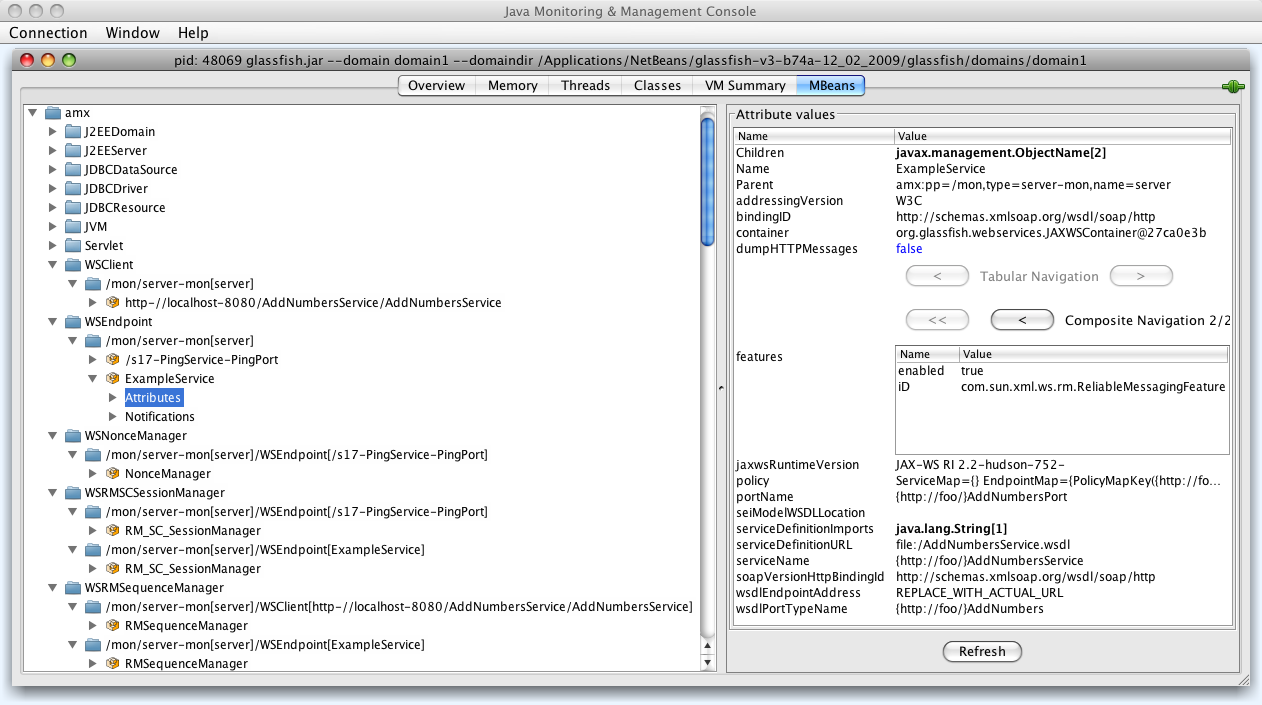 Java Monitoring & Management Console
Connection Window Help
pid: 48069 glassfish.jar --domain domain1 --domaindir /Applications/NetBeans/glassfish-v3-b74a-12_02_2009/glassfish/domains/domain1
Overview Memory Threads Classes VM Summary MBeans
amx
J2EEDomain
J2EEServer
JDBCDataSource
JDBCDriver
JDBCResource
JVM
Servlet
WSClient
/mon/server-mon[server]
http-//localhost-8080/AddNumbersService/AddNumbersService
WSEndpoint
/mon/server-mon[server]
/s17-PingService-PingPort
ExampleService
Attributes
Notifications
WSNonceManager
/mon/server-mon[server]/WSEndpoint[/s17-PingService-PingPort]
NonceManager
WSRMSCSessionManager
/mon/server-mon[server]/WSEndpoint[/s17-PingService-PingPort]
RM_SC_SessionManager
/mon/server-mon[server]/WSEndpoint[ExampleService]
RM_SC_SessionManager
WSRMSequenceManager
/mon/server-mon[server]/WSClient[http-//localhost-8080/AddNumbersService/AddNumbersService]
RMSequenceManager
/mon/server-mon[server]/WSEndpoint[ExampleService]
RMSequenceManager
Attribute values
Name Value
Children javax.management.ObjectName[2]
Name ExampleService
Parent amx:pp=/mon,type=server-mon,name=server
addressingVersion W3C
bindingID http://schemas.xmlsoap.org/wsdl/soap/http
container org.glassfish.webservices.JAXWSContainer@27ca0e3b
dumpHTTPMessages false
< Tabular Navigation >
<< < Composite Navigation 2/2
features
Name Value
enabled true
iD com.sun.xml.ws.rm.ReliableMessagingFeature
jaxwsRuntimeVersion JAX-WS RI 2.2-hudson-752-
policy ServiceMap={} EndpointMap={PolicyMapKey({http://fo...
portName {http://foo/}AddNumbersPort
seiModelWSDLLocation
serviceDefinitionImports java.lang.String[1]
serviceDefinitionURL file:/AddNumbersService.wsdl
serviceName {http://foo/}AddNumbersService
soapVersionHttpBindingId http://schemas.xmlsoap.org/wsdl/soap/http
wsdlEndpointAddress REPLACE_WITH_ACTUAL_URL
wsdlPortTypeName {http://foo/}AddNumbers
Refresh